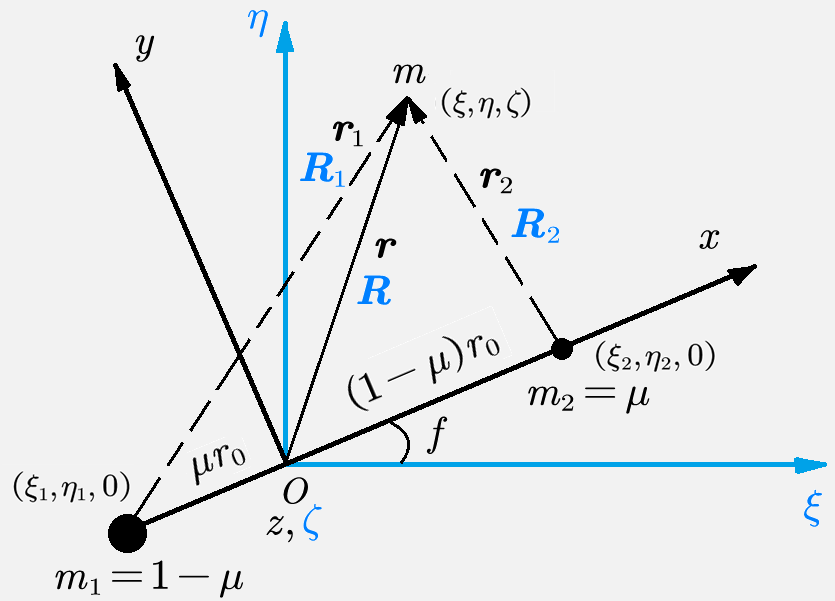 η
y
m
(ξ, η, ζ)
r₁
R₁
r₂
R₂
r
R
x
(1 − μ)r₀
(ξ₂, η₂, 0)
m₂ = μ
f
μr₀
(ξ₁, η₁, 0)
O
z, ζ
ξ
m₁ = 1 − μ